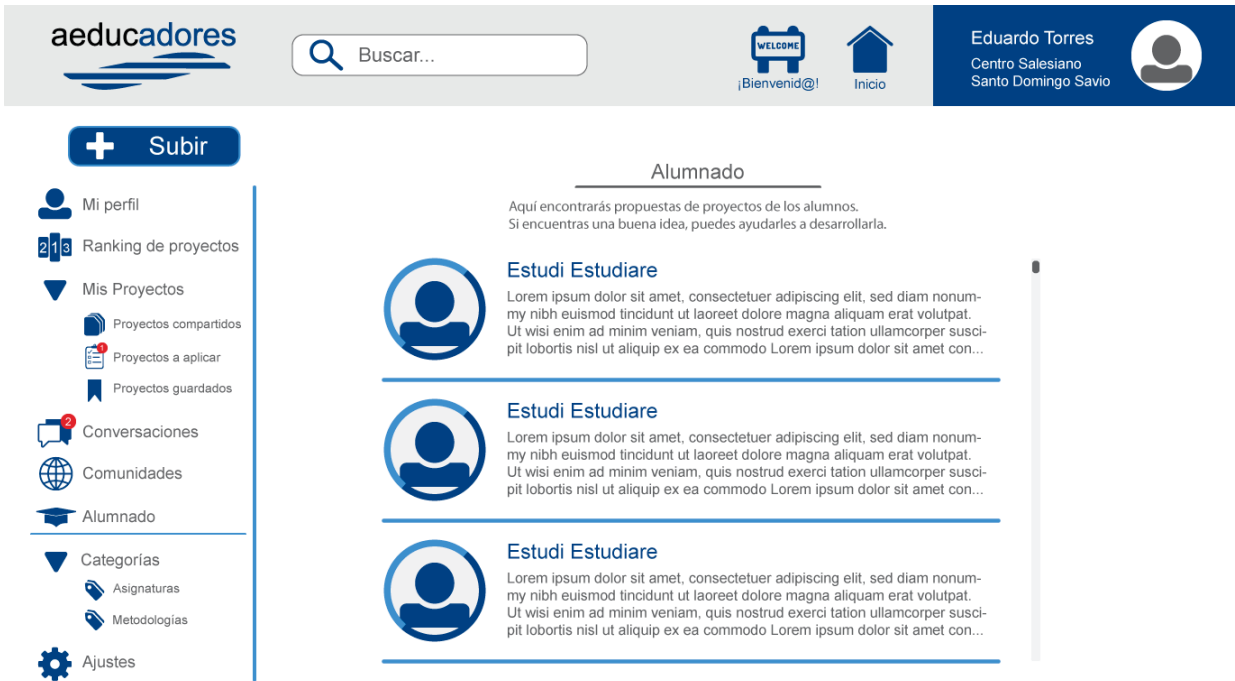 aeducadores
Buscar...
WELCOME
¡Bienvenid@!
Inicio
Eduardo Torres
Centro Salesiano
Santo Domingo Savio
Subir
Mi perfil
2 1 3
Ranking de proyectos
Mis Proyectos
Proyectos compartidos
1
Proyectos a aplicar
Proyectos guardados
2
Conversaciones
Comunidades
Alumnado
Categorías
Asignaturas
Metodologías
Ajustes
Alumnado
Aquí encontrarás propuestas de proyectos de los alumnos.
Si encuentras una buena idea, puedes ayudarles a desarrollarla.
Estudi Estudiare
Lorem ipsum dolor sit amet, consectetuer adipiscing elit, sed diam nonum-
my nibh euismod tincidunt ut laoreet dolore magna aliquam erat volutpat.
Ut wisi enim ad minim veniam, quis nostrud exerci tation ullamcorper susci-
pit lobortis nisl ut aliquip ex ea commodo Lorem ipsum dolor sit amet con...
Estudi Estudiare
Lorem ipsum dolor sit amet, consectetuer adipiscing elit, sed diam nonum-
my nibh euismod tincidunt ut laoreet dolore magna aliquam erat volutpat.
Ut wisi enim ad minim veniam, quis nostrud exerci tation ullamcorper susci-
pit lobortis nisl ut aliquip ex ea commodo Lorem ipsum dolor sit amet con...
Estudi Estudiare
Lorem ipsum dolor sit amet, consectetuer adipiscing elit, sed diam nonum-
my nibh euismod tincidunt ut laoreet dolore magna aliquam erat volutpat.
Ut wisi enim ad minim veniam, quis nostrud exerci tation ullamcorper susci-
pit lobortis nisl ut aliquip ex ea commodo Lorem ipsum dolor sit amet con...